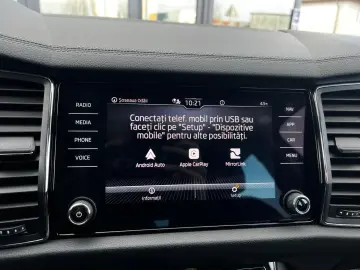 RADIO
MEDIA
PHONE
VOICE
10:21
Conectați telef. mobil prin USB sau
faceți clic pe "Setup" - "Dispozitive
mobile" pentru alte posibilități.
Android Auto
Apple CarPlay
MirrorLink
Informații
Setup
NAV
APP
CAR
MENU